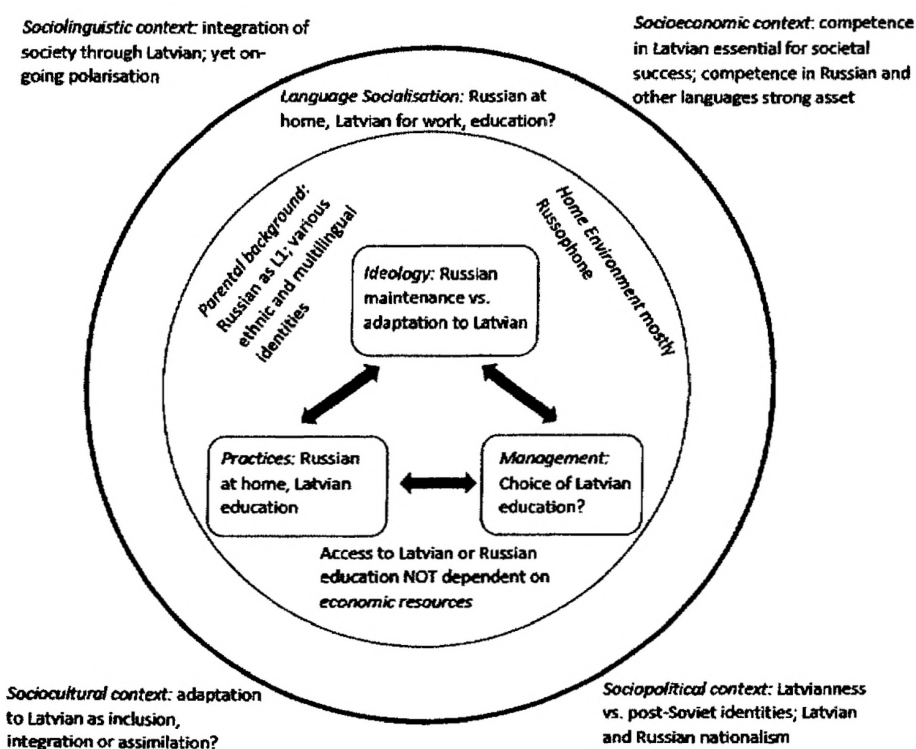 Sociolinguistic context: integration of
society through Latvian; yet on-
going polarisation
Socioeconomic context: competence
in Latvian essential for societal
success; competence in Russian and
other languages strong asset
Language Socialisation: Russian at
home, Latvian for work, education?
Parental background:
Russian as L1; various
ethnic and multilingual
identities
Home Environment mostly
Russophone
Ideology: Russian
maintenance vs.
adaptation to Latvian
Practices: Russian
at home, Latvian
education
Management:
Choice of Latvian
education?
Access to Latvian or Russian
education NOT dependent on
economic resources
Sociocultural context: adaptation
to Latvian as inclusion,
integration or assimilation?
Sociopolitical context: Latvianness
vs. post-Soviet identities; Latvian
and Russian nationalism